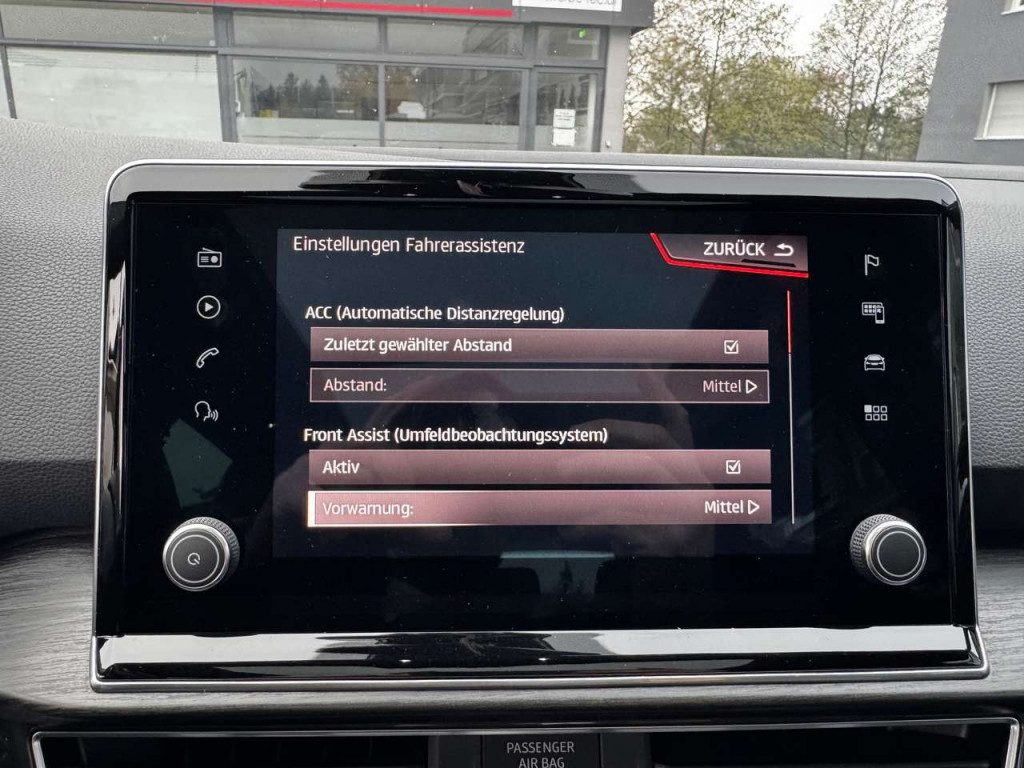 Einstellungen Fahrerassistenz
ZURÜCK
ACC (Automatische Distanzregelung)
Zuletzt gewählter Abstand
Abstand: Mittel
Front Assist (Umfeldbeobachtungssystem)
Aktiv
Vorwarnung: Mittel
PASSENGER
AIR BAG